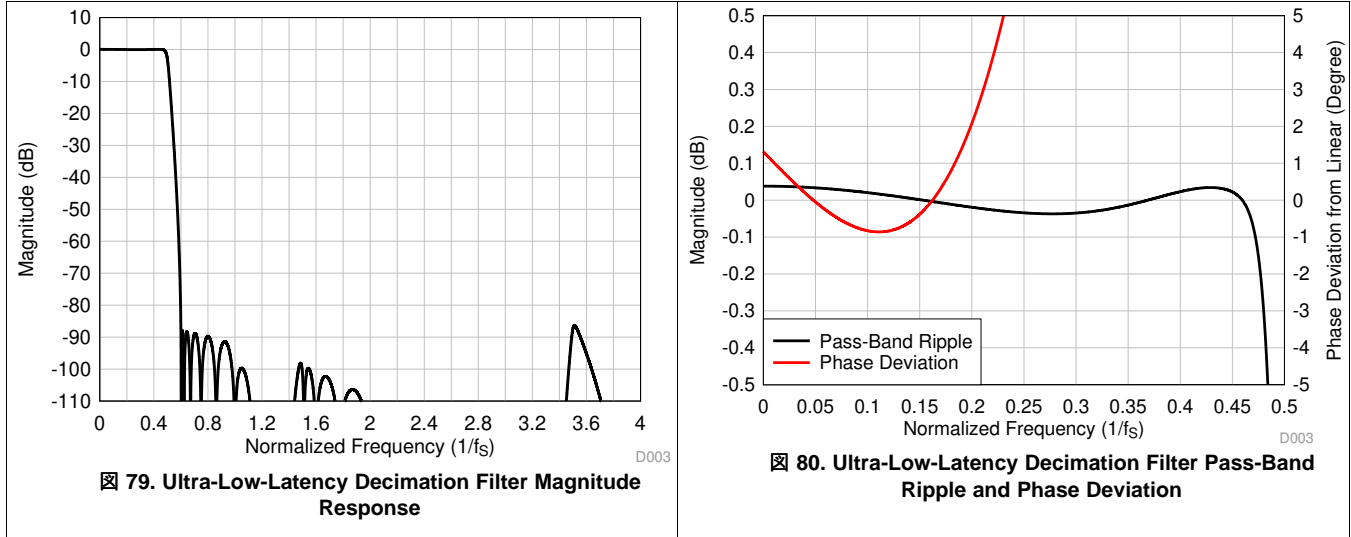 10
0
-10
-20
-30
-40
-50
-60
-70
-80
-90
-100
-110
Magnitude (dB)
0 0.4 0.8 1.2 1.6 2 2.4 2.8 3.2 3.6 4
Normalized Frequency (1/fS)
D003
図 79. Ultra-Low-Latency Decimation Filter Magnitude
Response
0.5
0.4
0.3
0.2
0.1
0
-0.1
-0.2
-0.3
-0.4
-0.5
Magnitude (dB)
5
4
3
2
1
0
-1
-2
-3
-4
-5
Phase Deviation from Linear (Degree)
Pass-Band Ripple
Phase Deviation
0 0.05 0.1 0.15 0.2 0.25 0.3 0.35 0.4 0.45 0.5
Normalized Frequency (1/fS)
D003
図 80. Ultra-Low-Latency Decimation Filter Pass-Band
Ripple and Phase Deviation